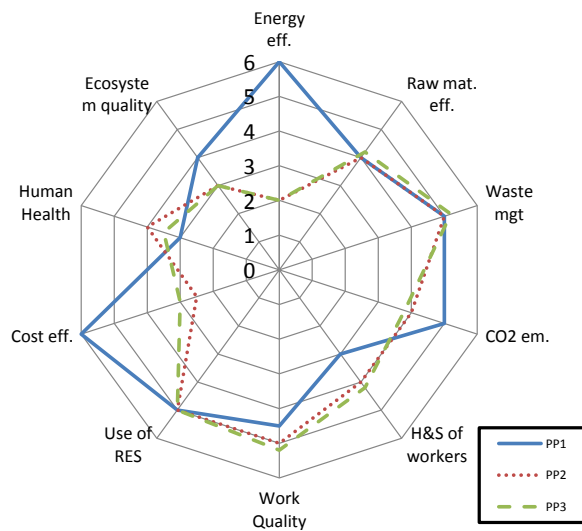 Energy
eff.
Ecosyste
m quality
Raw mat.
eff.
6
5
4
3
2
1
0
Human
Health
Waste
mgt
Cost eff.
CO2 em.
Use of
RES
H&S of
workers
Work
Quality
PP1
PP2
PP3